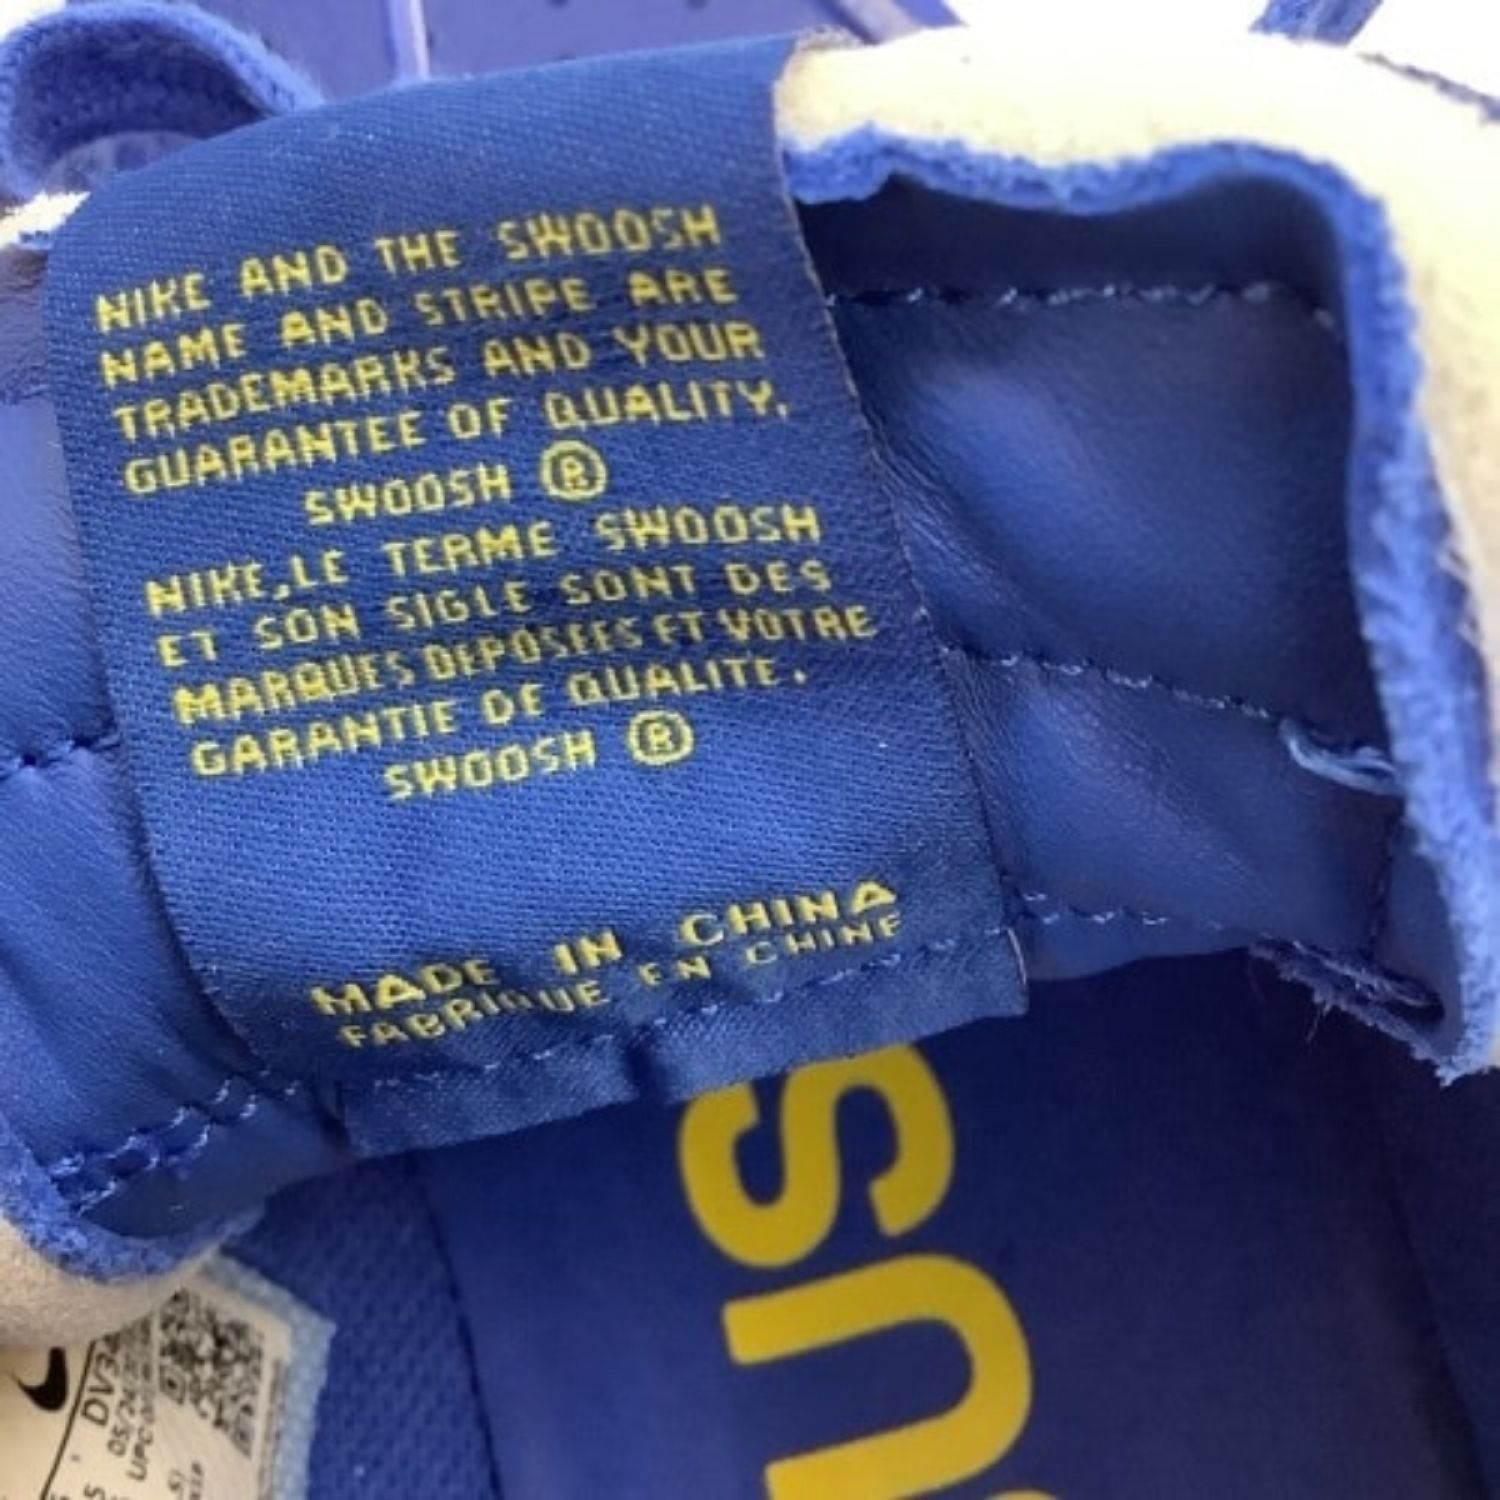 NIKE AND THE SWOOSH
NAME AND STRIPE ARE
TRADEMARKS AND YOUR
GUARANTEE OF QUALITY.
SWOOSH ®
NIKE,LE TERME SWOOSH
ET SON SIGLE SONT DES
MARQUES DEPOSEES ET VOTRE
GARANTIE DE QUALITE.
SWOOSH ®
MADE IN CHINA
FABRIQUE EN CHINE
SU